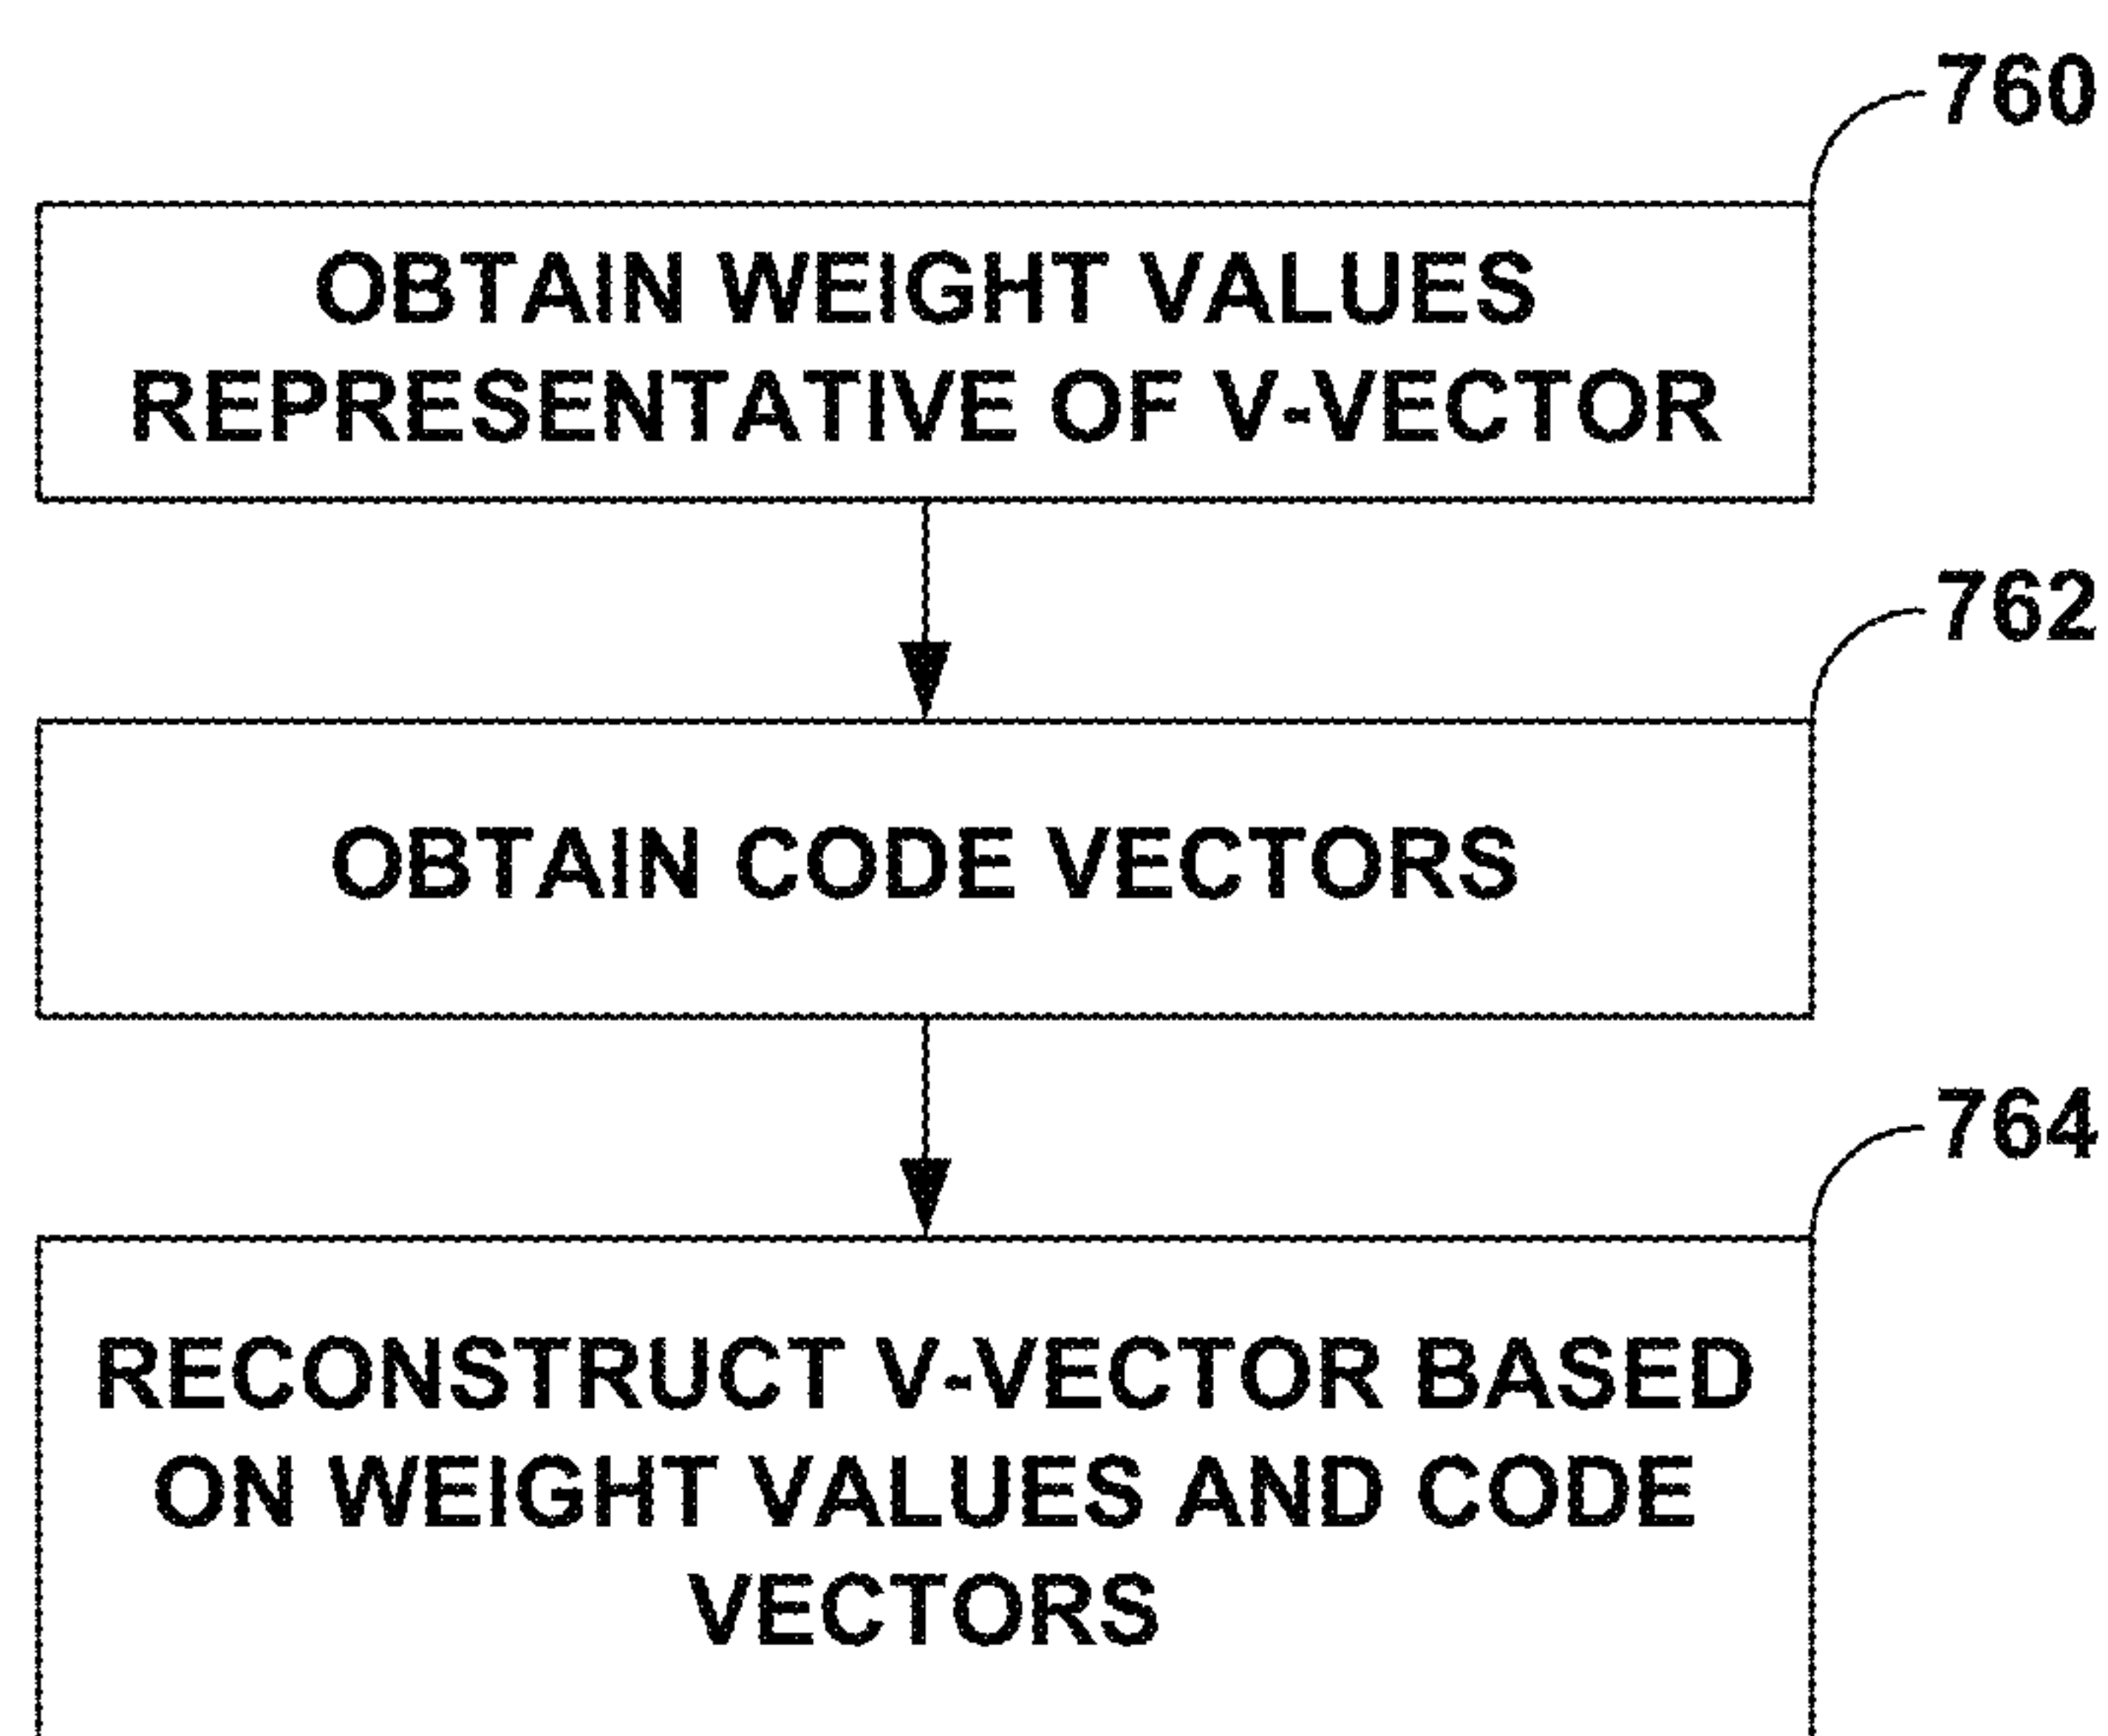 760
OBTAIN WEIGHT VALUES
REPRESENTATIVE OF V-VECTOR
762
OBTAIN CODE VECTORS
764
RECONSTRUCT V-VECTOR BASED
ON WEIGHT VALUES AND CODE
VECTORS